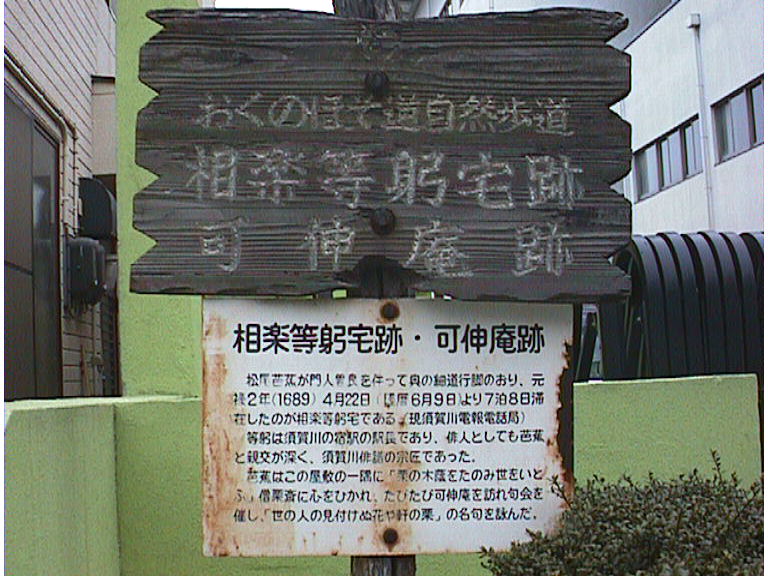 おくのほそ道自然歩道
相楽等躬宅跡
可伸庵跡
相楽等躬宅跡・可伸庵跡
松尾芭蕉が門人曽良を伴って奥の細道行脚のおり、元
禄2年(1689) 4月22日(陽暦6月9日)より7泊8日滞
在したのが相楽等躬宅である(現須賀川電報電話局)
等躬は須賀川の宿駅の駅長であり、俳人としても芭蕉
と親交が深く、須賀川俳諧の宗匠であった。
芭蕉はこの屋敷の一隅に「栗の木蔭をたのみ世をいと
ふ」僧栗斎に心をひかれ、たびたび可伸庵を訪れ句会を
催し、「世の人の見付けぬ花や軒の栗」の名句を詠んだ。